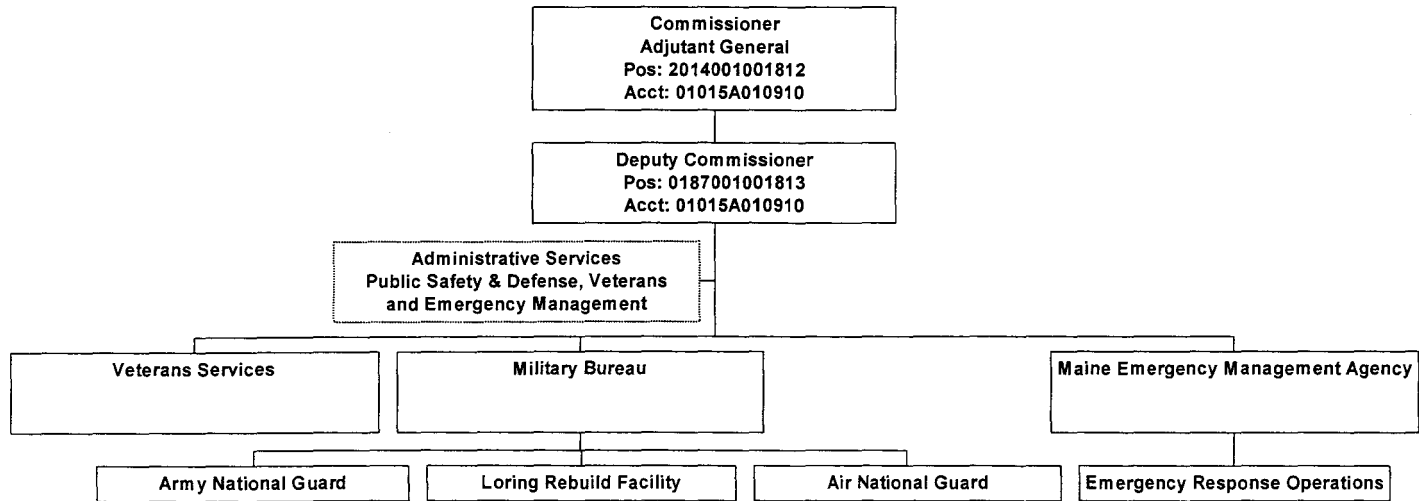 Commissioner
Adjutant General
Pos: 2014001001812
Acct: 01015A010910
Deputy Commissioner
Pos: 0187001001813
Acct: 01015A010910
Administrative Services
Public Safety & Defense, Veterans
and Emergency Management
Veterans Services
Military Bureau
Maine Emergency Management Agency
Army National Guard
Loring Rebuild Facility
Air National Guard
Emergency Response Operations